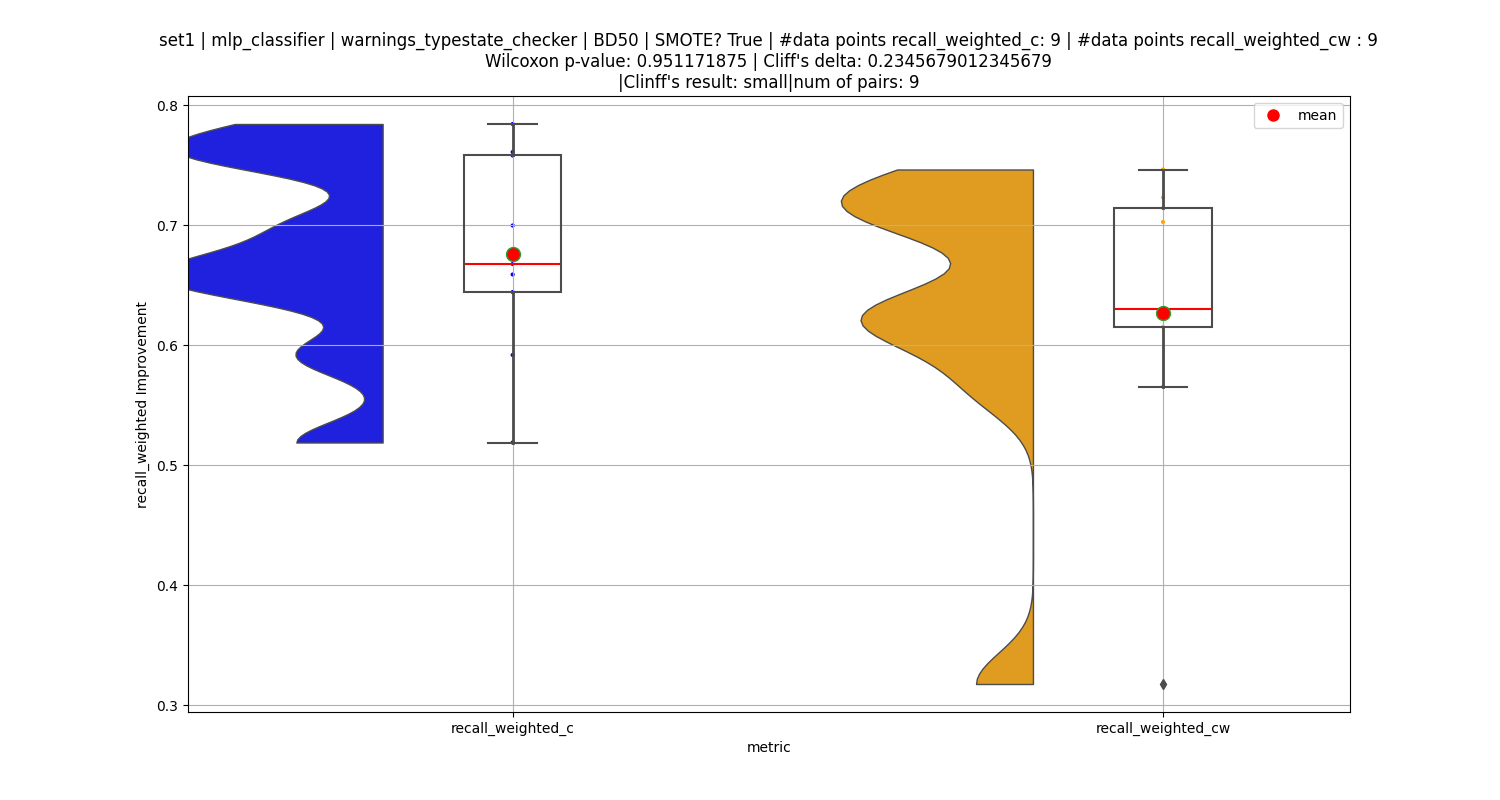 set1 | mlp_classifier | warnings_typestate_checker | BD50 | SMOTE? True | #data points recall_weighted_c: 9 | #data points recall_weighted_cw : 9
Wilcoxon p-value: 0.951171875 | Cliff's delta: 0.2345679012345679
|Clinff's result: small|num of pairs: 9
mean
0.8
0.7
0.6
0.5
0.4
0.3
recall_weighted Improvement
recall_weighted_c
recall_weighted_cw
metric